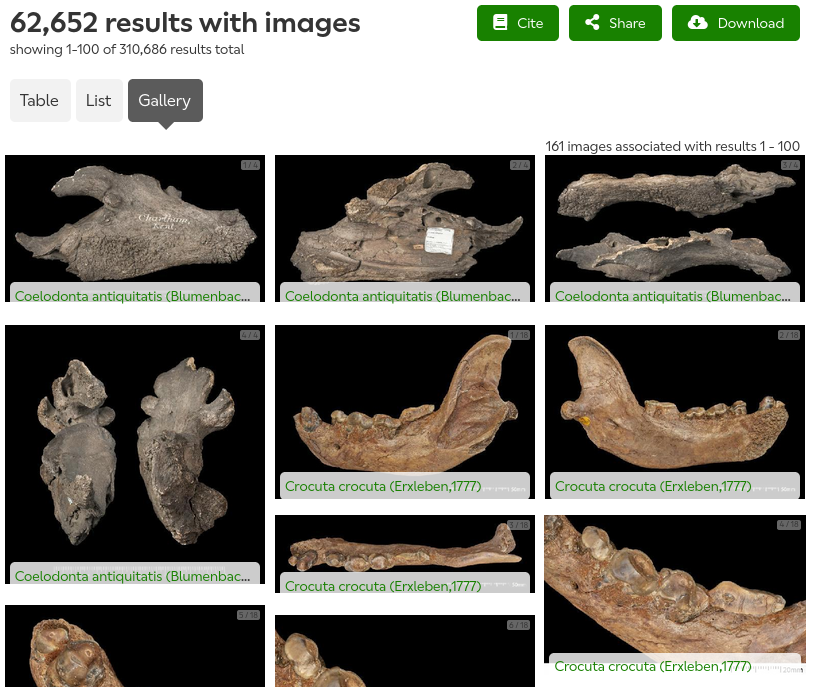 62,652 results with images
showing 1-100 of 310,686 results total
Cite
Share
Download
Table
List
Gallery
161 images associated with results 1 - 100
1 / 4
2 / 4
3 / 4
Chartham,
Kent
Coelodonta antiquitatis (Blumenbac...
Coelodonta antiquitatis (Blumenbac...
Coelodonta antiquitatis (Blumenbac...
4 / 4
1 / 18
2 / 18
Crocuta crocuta (Erxleben,1777)
Crocuta crocuta (Erxleben,1777)
3 / 18
4 / 18
Coelodonta antiquitatis (Blumenbac...
Crocuta crocuta (Erxleben,1777)
5 / 18
6 / 18
Crocuta crocuta (Erxleben,1777)